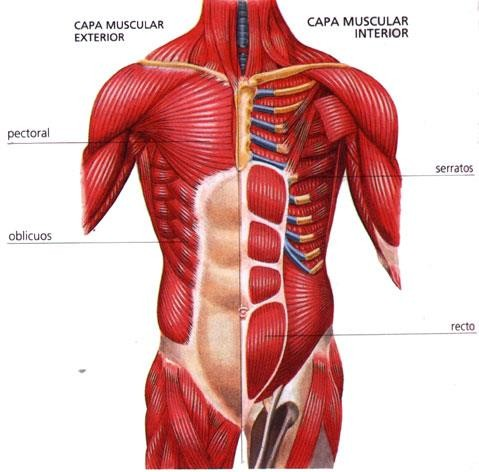 CAPA MUSCULAR
EXTERIOR
CAPA MUSCULAR
INTERIOR
pectoral
serratos
oblicuos
recto